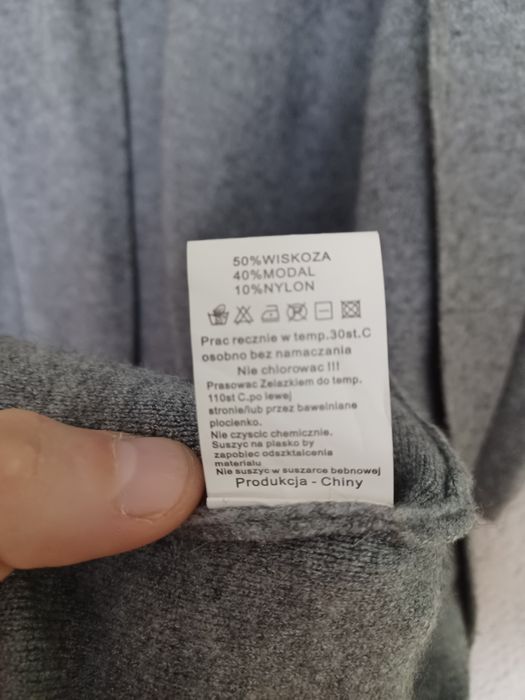 50%WISKOZA
40%MODAL
10%NYLON
Prac recznie w temp.30st.C
osobno bez namaczania
Nie chlorowac !!!
Prasowac Zelazkiem do temp.
110st C.po lewej
stronie/lub przez bawelniane
plocienko.
Nie czyscic chemicznie.
Suszyc na plasko by
zapobiec odsztalcenia
materialu
Nie suszyc w suszarce bebnowej
Produkcja - Chiny